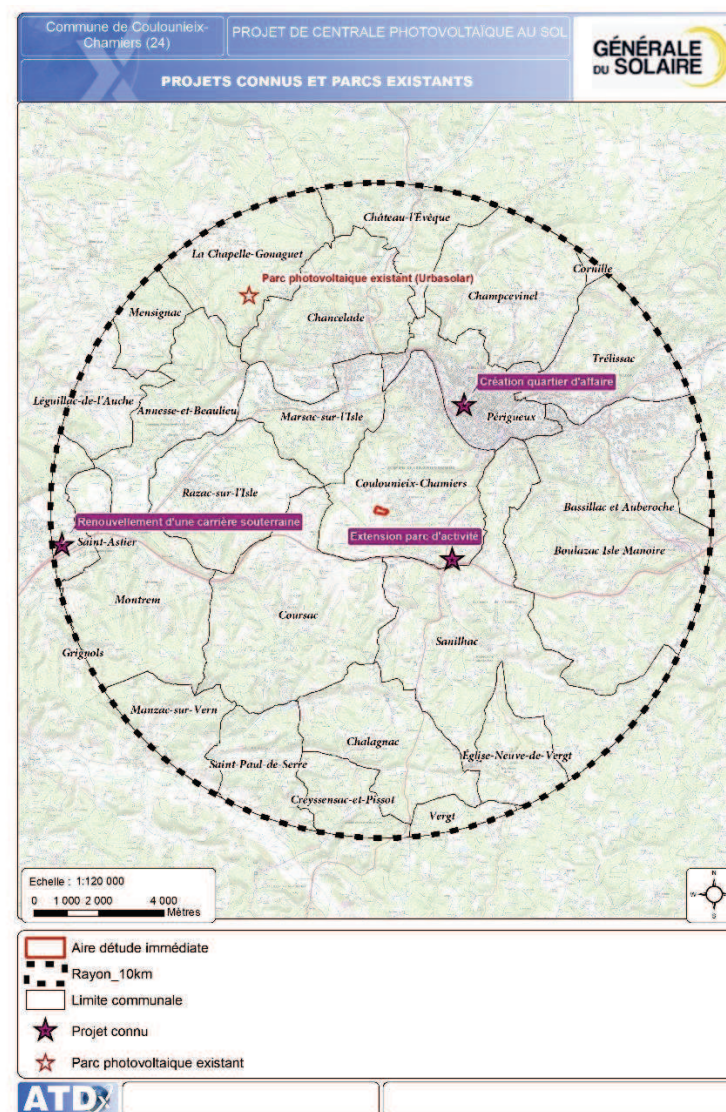 Commune de Coulounieix-
Chamiers (24)
PROJET DE CENTRALE PHOTOVOLTAÏQUE AU SOL
PROJETS CONNUS ET PARCS EXISTANTS
GÉNÉRALE
DU SOLAIRE
Château-l'Évêque
La Chapelle-Gonaguet
Cornille
Parc photovoltaique existant (Urbasolar)
Champcevinel
Mensignac
Chancelade
Trélissac
Création quartier d'affaire
Léguillac-de-l'Auche
Annesse-et-Beaulieu
Marsac-sur-l'Isle
Périgueux
Coulounieix-Chamiers
Razac-sur-l'Isle
Bassillac et Auberoche
Renouvellement d'une carrière souterraine
Extension parc d'activité
Saint-Astier
Boulazac Isle Manoire
Montrem
Coursac
Sanilhac
Grignols
Manzac-sur-Vern
Chalagnac
Église-Neuve-de-Vergt
Saint-Paul-de-Serre
Creyssensac-et-Pissot
Vergt
Echelle : 1:120 000
0 1 000 2 000 4 000
Mètres
N
W E
S
Aire détude immédiate
Rayon_10km
Limite communale
Projet connu
Parc photovoltaique existant
ATDx